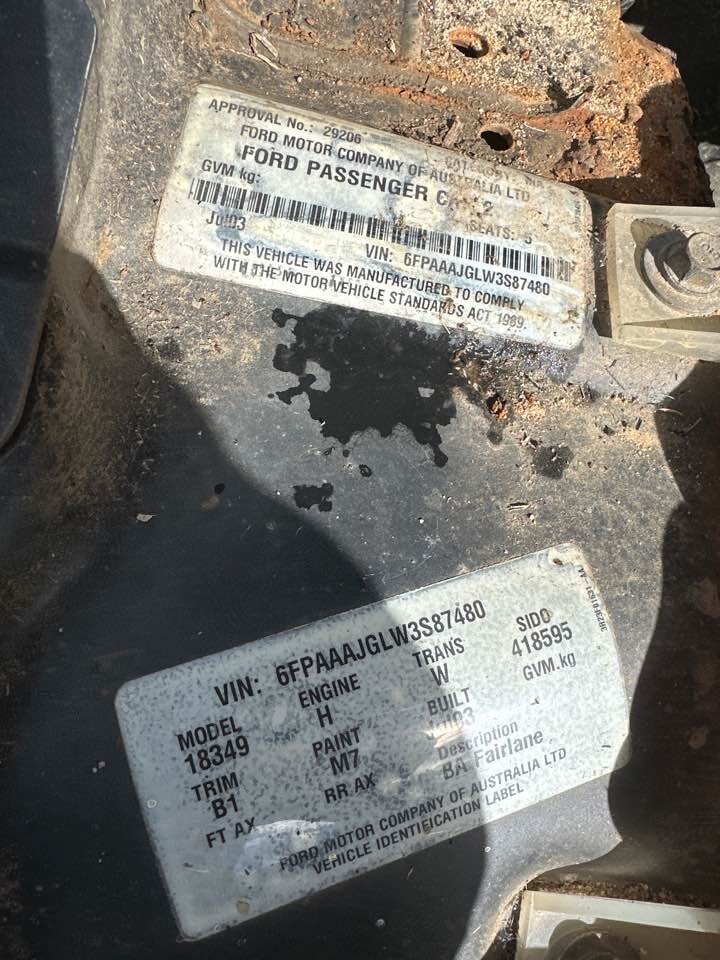 APPROVAL No.: 29206
FORD MOTOR COMPANY OF AUSTRALIA LTD
FORD PASSENGER
GVM kg:
SEATS: 5
Jul03
VIN: 6FPAAAJGLW3S87480
THIS VEHICLE WAS MANUFACTURED TO COMPLY
WITH THE MOTOR VEHICLE STANDARDS ACT 1989.
VIN: 6FPAAAJGLW3S87480
MODEL ENGINE TRANS SIDO
18349 H W 418595
TRIM PAINT BUILT GVM.kg
B1 M7 Jul03
FT AX RR AX Description
BA Fairlane
FORD MOTOR COMPANY OF AUSTRALIA LTD
VEHICLE IDENTIFICATION LABEL